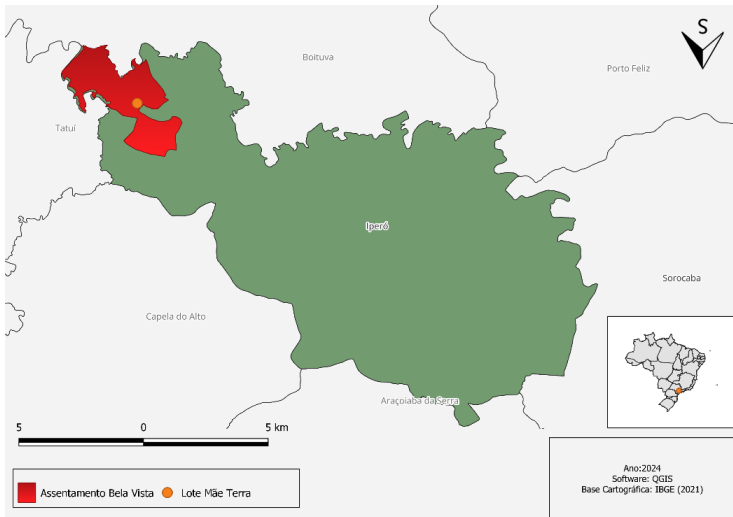 S
Boituva
Porto Feliz
Tatuí
Iperó
Sorocaba
Capela do Alto
Araçoiaba da Serra
5 0 5 km
Assentamento Bela Vista Lote Mãe Terra
Ano:2024
Software: QGIS
Base Cartográfica: IBGE (2021)